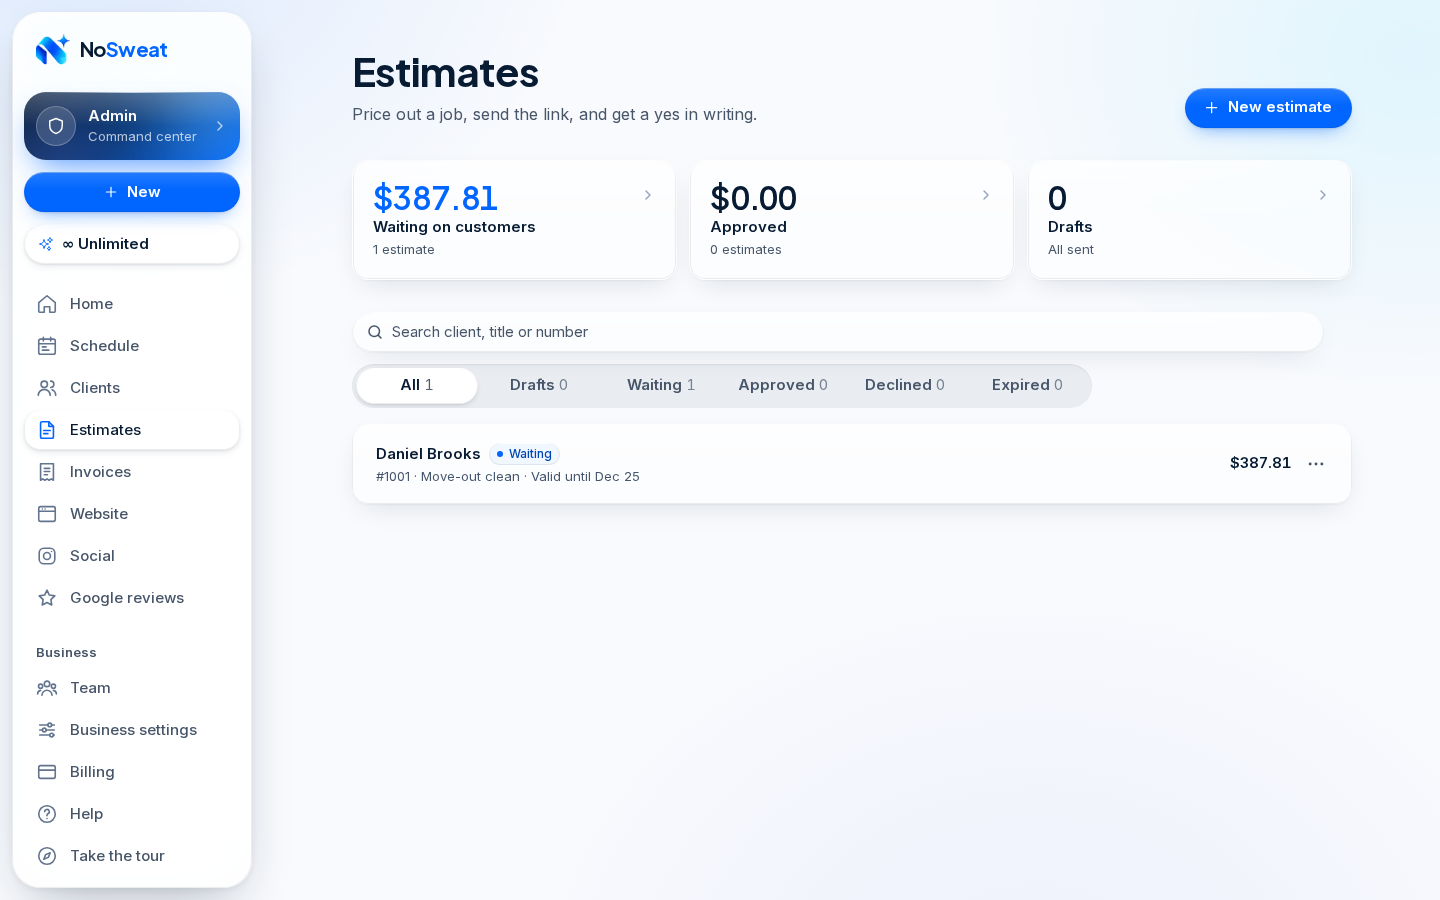 NoSweat
Admin
Command center
New
∞ Unlimited
Home
Schedule
Clients
Estimates
Invoices
Website
Social
Google reviews
Business
Team
Business settings
Billing
Help
Take the tour
Estimates
Price out a job, send the link, and get a yes in writing.
New estimate
$387.81
Waiting on customers
1 estimate
$0.00
Approved
0 estimates
0
Drafts
All sent
Search client, title or number
All 1 Drafts 0 Waiting 1 Approved 0 Declined 0 Expired 0
Daniel Brooks Waiting
#1001 · Move-out clean · Valid until Dec 25
$387.81